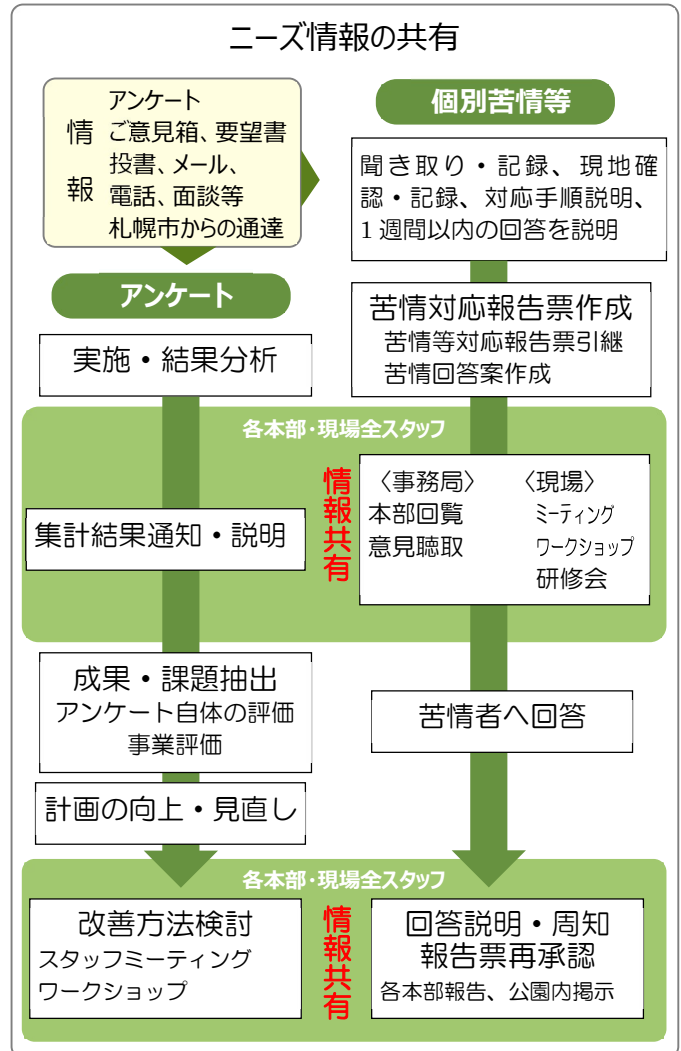 ニーズ情報の共有
情報
アンケート
ご意見箱、要望書
投書、メール、
電話、面談等
札幌市からの通達
アンケート
実施・結果分析
個別苦情等
聞き取り・記録、現地確
認・記録、対応手順説明、
1週間以内の回答を説明
苦情対応報告票作成
苦情等対応報告票引継
苦情回答案作成
各本部・現場全スタッフ
集計結果通知・説明
情報共有
〈事務局〉
本部回覧
意見聴取
〈現場〉
ミーティング
ワークショップ
研修会
成果・課題抽出
アンケート自体の評価
事業評価
計画の向上・見直し
苦情者へ回答
各本部・現場全スタッフ
改善方法検討
スタッフミーティング
ワークショップ
情報共有
回答説明・周知
報告票再承認
各本部報告、公園内掲示